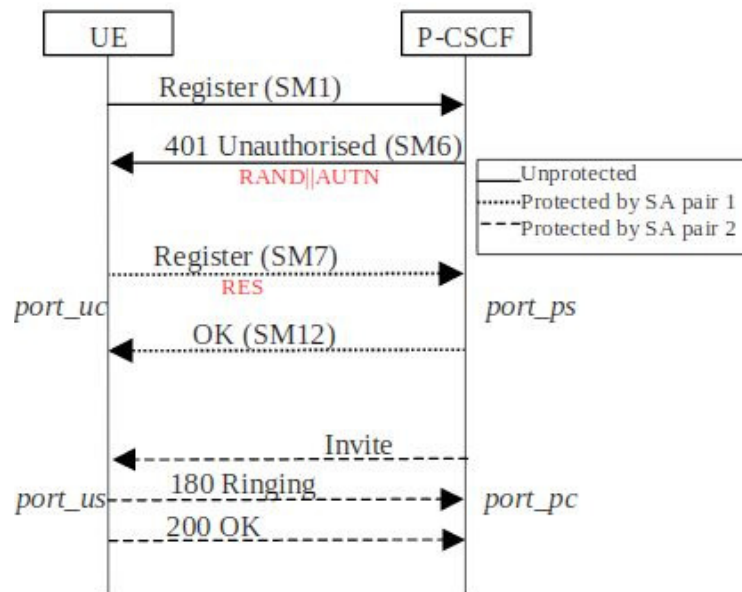 UE
P-CSCF
Register (SM1)
401 Unauthorised (SM6)
RAND||AUTN
Unprotected
Protected by SA pair 1
Protected by SA pair 2
Register (SM7)
RES
port_uc
port_ps
OK (SM12)
Invite
180 Ringing
port_us
port_pc
200 OK